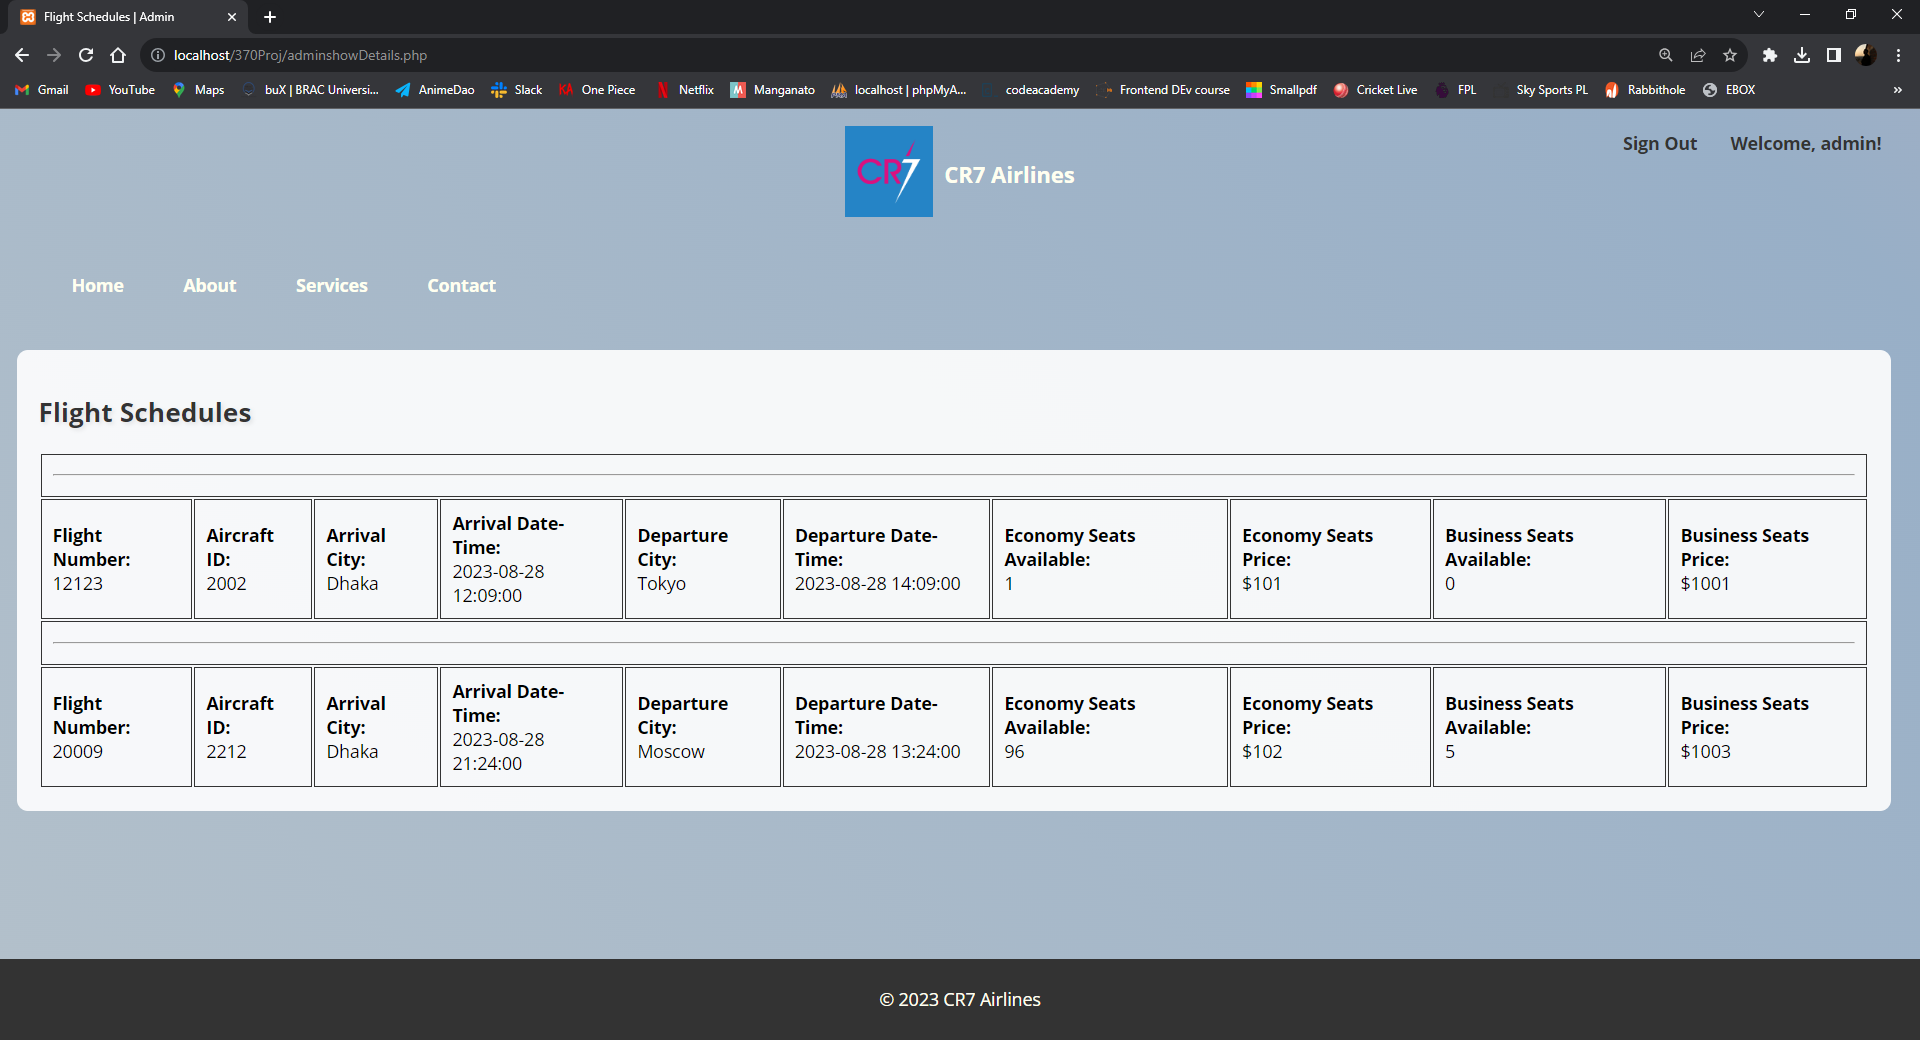 Flight Schedules | Admin
localhost/370Proj/adminshowDetails.php
Gmail YouTube Maps buX | BRAC Universi... AnimeDao Slack KA One Piece N Netflix M Manganato localhost | phpMyA... codeacademy Frontend DEv course Smallpdf Cricket Live FPL Sky Sports PL Rabbithole EBOX »
Sign Out Welcome, admin!
CR7 CR7 Airlines
Home About Services Contact
Flight Schedules
Flight Number: 12123
Aircraft ID: 2002
Arrival City: Dhaka
Arrival Date-Time: 2023-08-28 12:09:00
Departure City: Tokyo
Departure Date-Time: 2023-08-28 14:09:00
Economy Seats Available: 1
Economy Seats Price: $101
Business Seats Available: 0
Business Seats Price: $1001
Flight Number: 20009
Aircraft ID: 2212
Arrival City: Dhaka
Arrival Date-Time: 2023-08-28 21:24:00
Departure City: Moscow
Departure Date-Time: 2023-08-28 13:24:00
Economy Seats Available: 96
Economy Seats Price: $102
Business Seats Available: 5
Business Seats Price: $1003
© 2023 CR7 Airlines